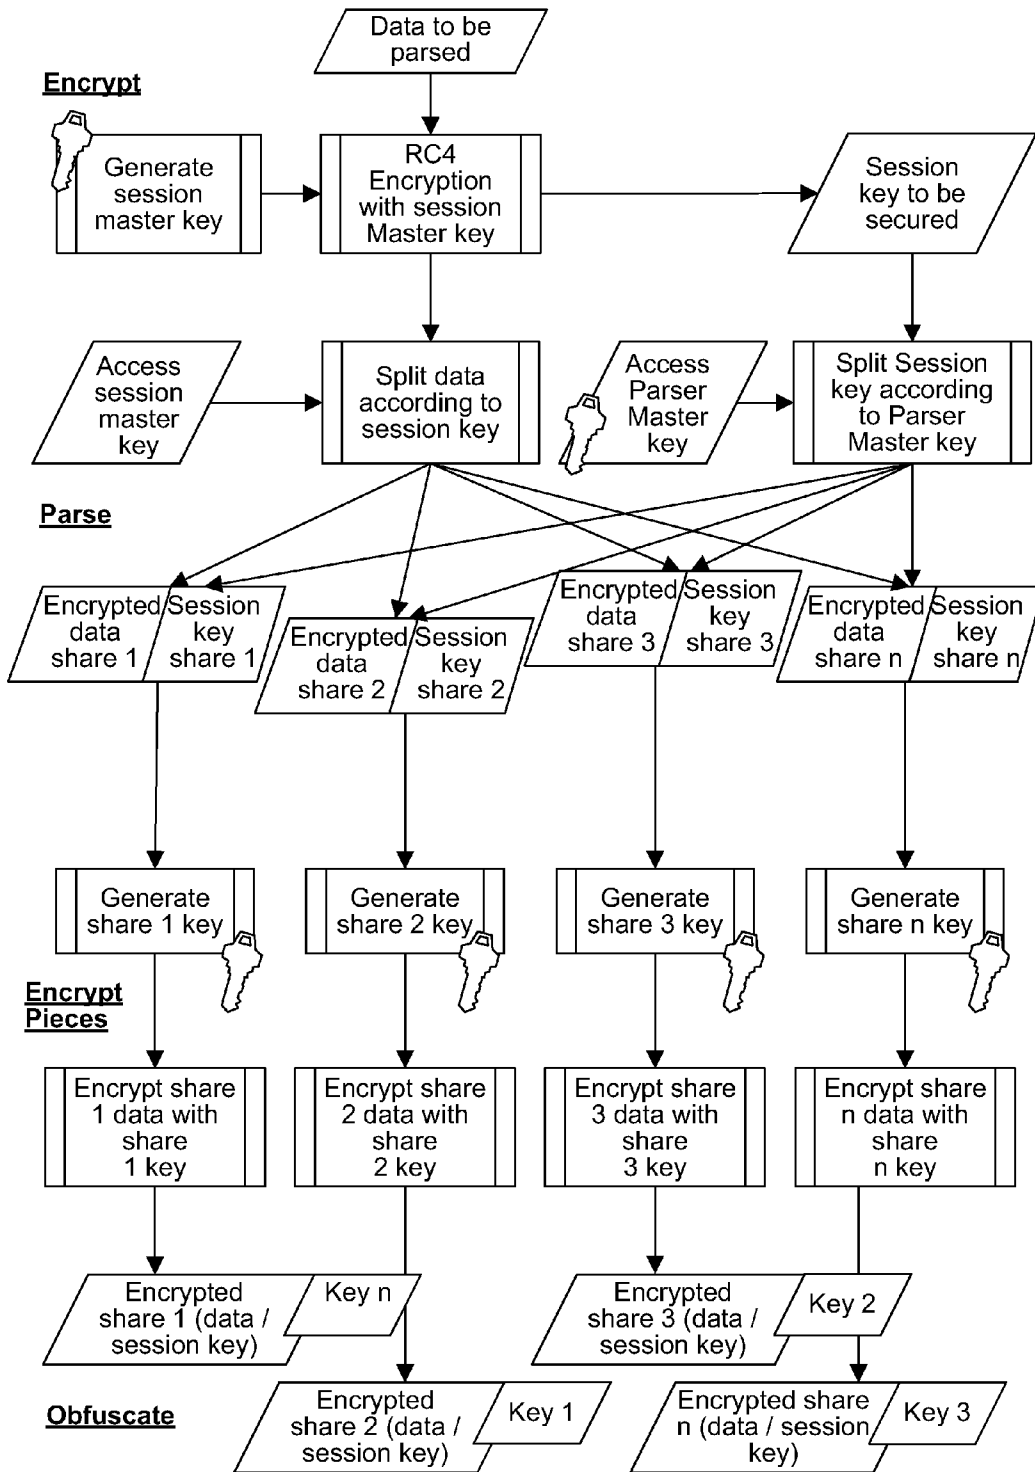 Data to be
parsed
Encrypt
Generate
session
master key
RC4
Encryption
with session
Master key
Session
key to be
secured
Access
session
master
key
Split data
according to
session key
Access
Parser
Master
key
Split Session
key according
to Parser
Master key
Parse
Encrypted
data
share 1
Session
key
share 1
Encrypted
data
share 2
Session
key
share 2
Encrypted
data
share 3
Session
key
share 3
Encrypted
data
share n
Session
key
share n
Generate
share 1 key
Generate
share 2 key
Generate
share 3 key
Generate
share n key
Encrypt
Pieces
Encrypt share
1 data with
share
1 key
Encrypt share
2 data with
share
2 key
Encrypt share
3 data with
share
3 key
Encrypt share
n data with
share
n key
Encrypted
share 1 (data /
session key)
Key n
Encrypted
share 3 (data /
session key)
Key 2
Obfuscate
Encrypted
share 2 (data /
session key)
Key 1
Encrypted share
n (data / session
key)
Key 3